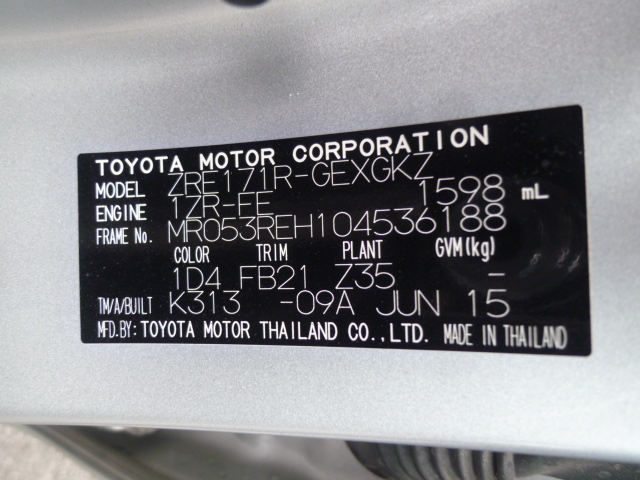 TOYOTA MOTOR CORPORATION
MODEL ZRE171R-GEXGKZ
ENGINE 1ZR-FE 1598 mL
FRAME No. MR053REH104536188
COLOR TRIM PLANT GVM(kg)
1D4 FB21 Z35 -
TM/A/BUILT K313 -09A JUN 15
MFD.BY: TOYOTA MOTOR THAILAND CO.,LTD. MADE IN THAILAND